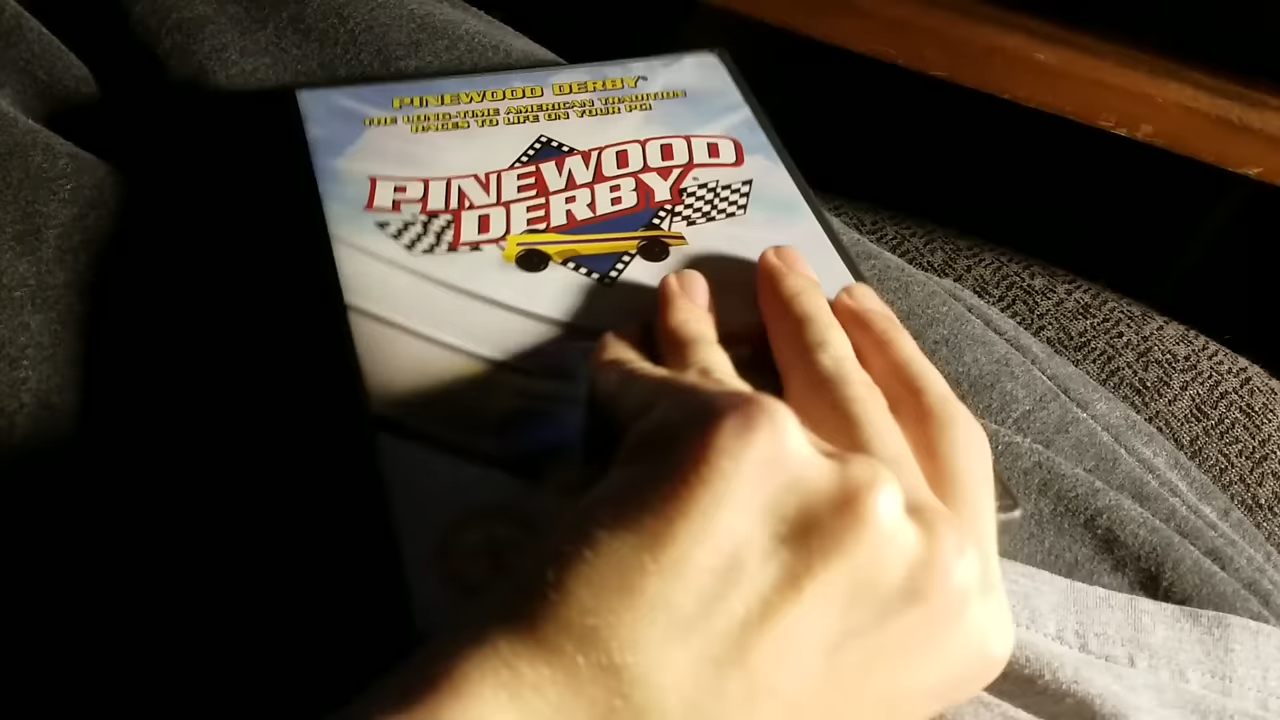 PINEWOOD DERBY®
THE LONG-TIME AMERICAN TRADITION
RACES TO LIFE ON YOUR PC!
PINEWOOD
DERBY